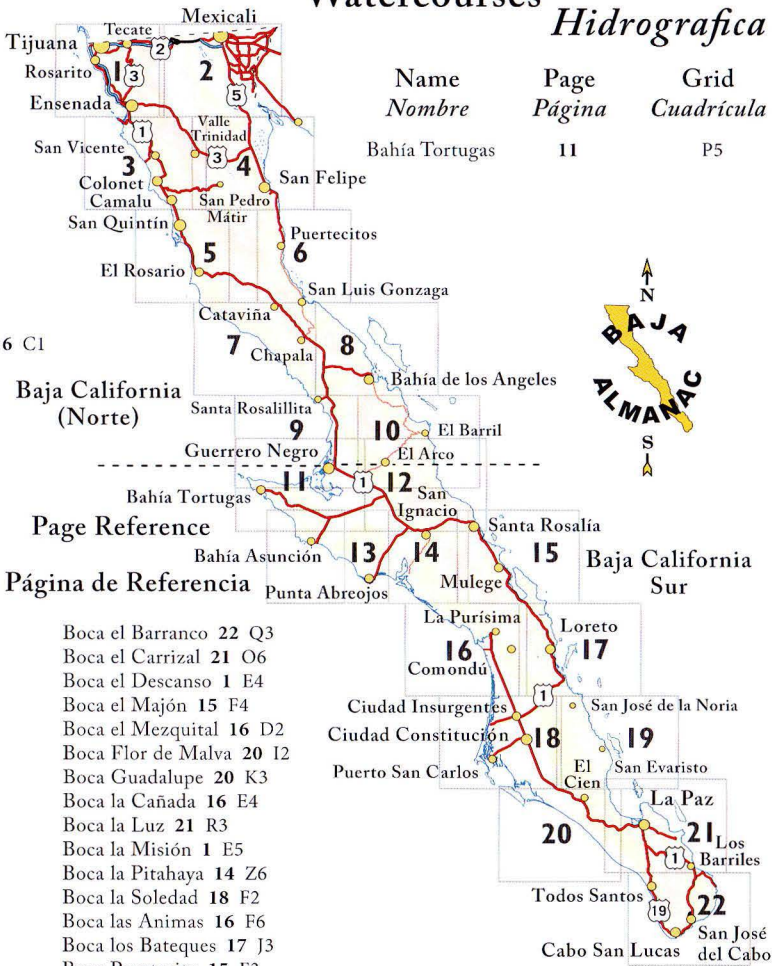 Watercourses
Hidrografica
Name Page Grid
Nombre Página Cuadrícula
Bahía Tortugas 11 P5
Mexicali
Tecate
Tijuana
2
Rosarito
1
3
2
5
Ensenada
1
Valle
Trinidad
San Vicente
3
3
4
Colonet
San Felipe
Camalu
San Pedro
Mátir
San Quintín
Puertecitos
5
6
El Rosario
San Luis Gonzaga
Cataviña
7
Chapala
8
6 C1
N
BAJA
ALMANAC
S
Bahía de los Angeles
Baja California
(Norte)
Santa Rosalillita
9
10
El Barril
Guerrero Negro
El Arco
11
1
12
Bahía Tortugas
San
Ignacio
Page Reference
Santa Rosalía
Bahía Asunción
13
14
15
Baja California
Sur
Página de Referencia
Punta Abreojos
Mulege
La Purísima
Loreto
16
17
Comondú
1
Ciudad Insurgentes
San José de la Noria
Ciudad Constitución
18
19
Puerto San Carlos
El
Cien
San Evaristo
La Paz
20
21
Los
Barriles
1
Todos Santos
19
22
San José
del Cabo
Cabo San Lucas
Boca el Barranco 22 Q3
Boca el Carrizal 21 O6
Boca el Descanso 1 E4
Boca el Majón 15 F4
Boca el Mezquital 16 D2
Boca Flor de Malva 20 I2
Boca Guadalupe 20 K3
Boca la Cañada 16 E4
Boca la Luz 21 R3
Boca la Misión 1 E5
Boca la Pitahaya 14 Z6
Boca la Soledad 18 F2
Boca las Animas 16 F6
Boca los Bateques 17 J3